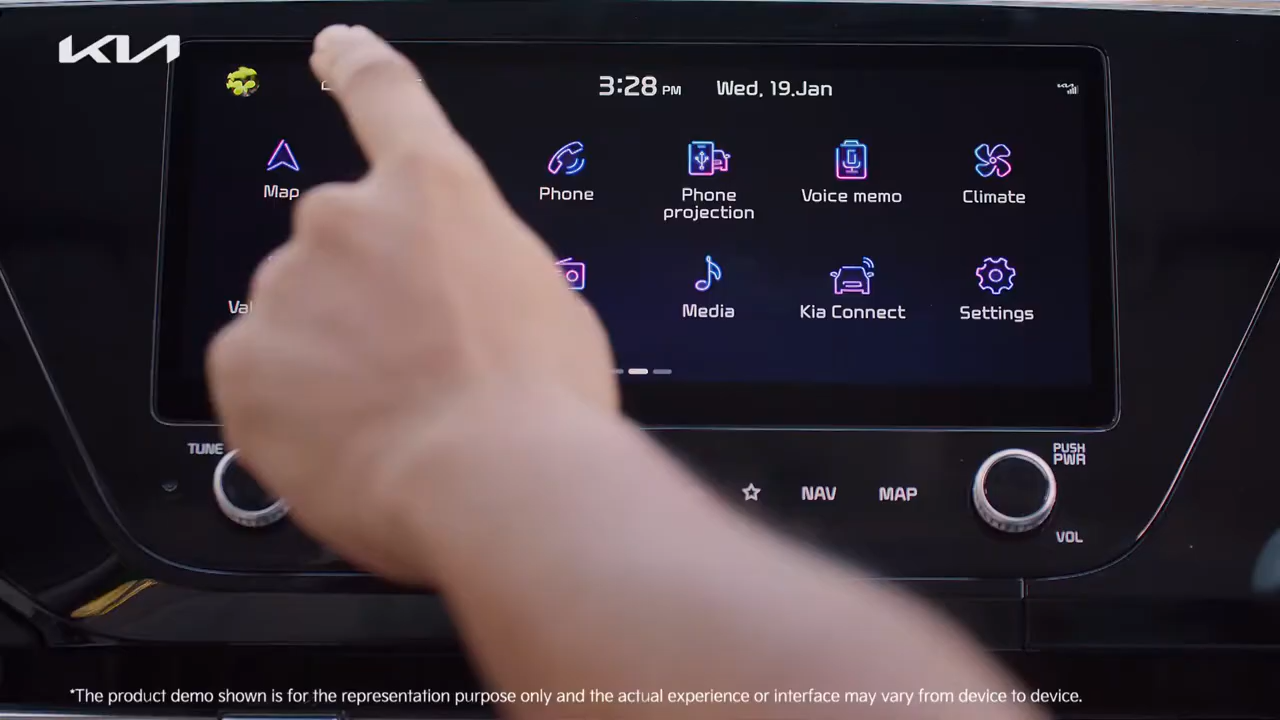 KIA
3:28 PM Wed, 19.Jan
Map
Phone
Phone
projection
Voice memo
Climate
Media
Kia Connect
Settings
TUNE
PUSH
PWR
NAV
MAP
VOL
*The product demo shown is for the representation purpose only and the actual experience or interface may vary from device to device.